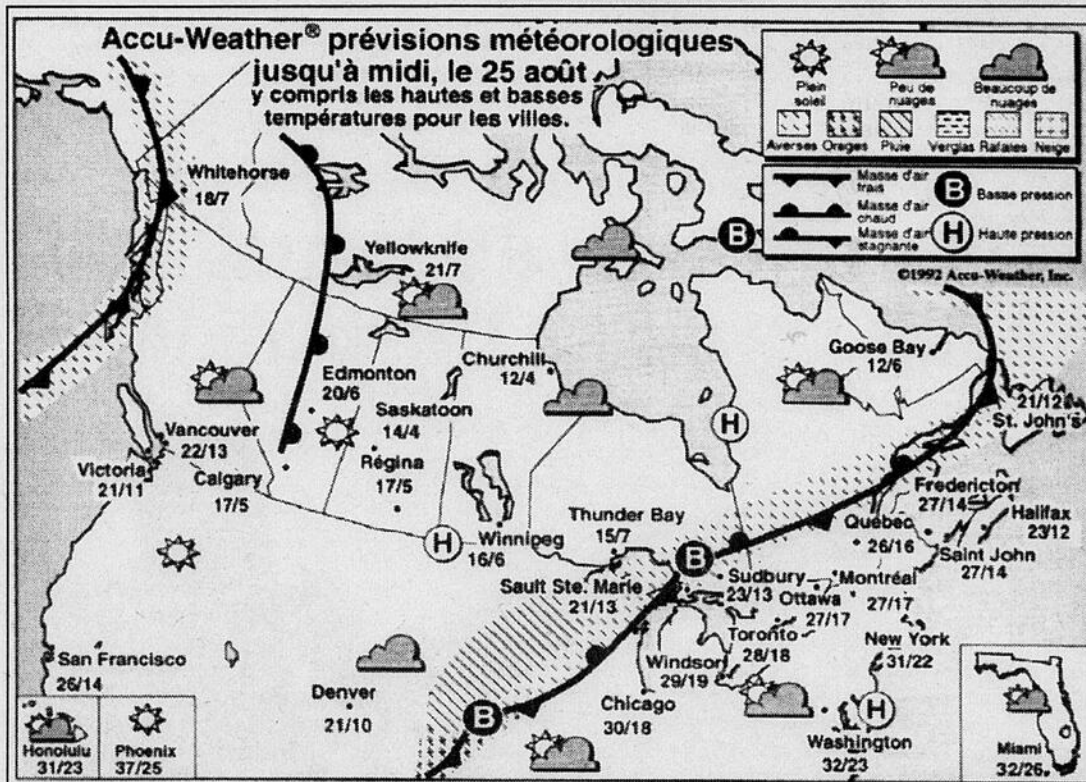 Accu-Weather® prévisions météorologiques
jusqu'à midi, le 25 août
y compris les hautes et basses
températures pour les villes.
Plein
soleil
Peu de
nuages
Beaucoup de
nuages
Averses Orages Pluie Verglas Rafales Neige
Masse d'air
frais
Masse d'air
chaud
Masse d'air
stagnante
B Basse pression
H Haute pression
©1992 Accu-Weather, Inc.
Whitehorse
18/7
Yellowknife
21/7
B
Churchill
12/4
Goose Bay
12/6
Edmonton
20/6
Saskatoon
14/4
21/12
St. John's
Vancouver
22/13
Victoria
21/11
Calgary
17/5
Régina
17/5
H
Winnipeg
16/6
H
Thunder Bay
15/7
B
Fredericton
27/14
Québec
26/16
Halifax
23/12
Saint John
27/14
Sault Ste. Marie
21/13
Sudbury
23/13
Ottawa
27/17
Montréal
27/17
Toronto
28/18
New York
31/22
Windsor
29/19
San Francisco
26/14
Denver
21/10
B
Chicago
30/18
H
Washington
32/23
Honolulu
31/23
Phoenix
37/25
Miami
32/26